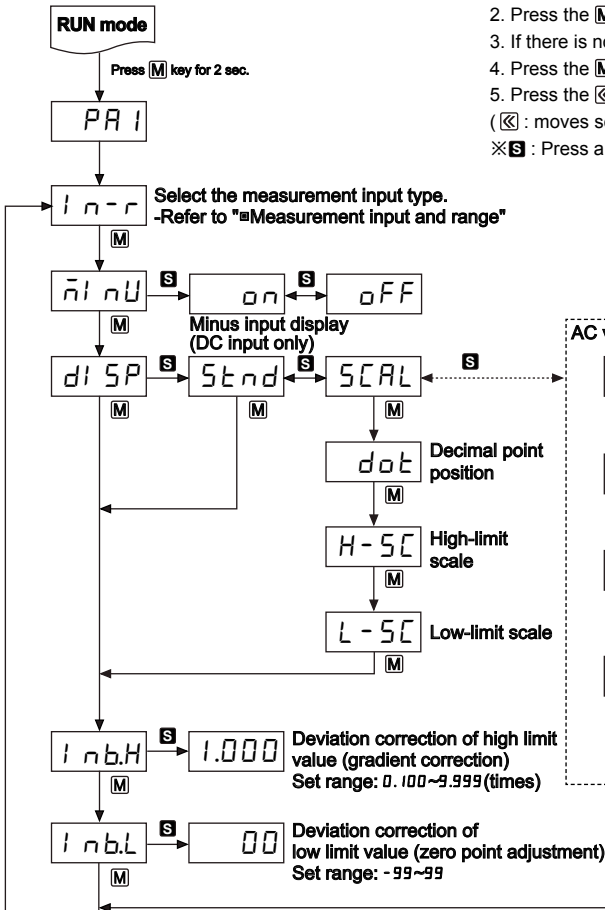 RUN mode
2. Press the M
3. If there is no
4. Press the M
5. Press the
( : moves se
※S : Press a
Press M key for 2 sec.
PA1
In-r
Select the measurement input type.
-Refer to "▣Measurement input and range"
M
mInU S on S oFF
M
Minus input display
(DC input only)
AC v
dISP S Stnd S SCAL S
M M M
dot
Decimal point
position
M
H-SC
High-limit
scale
M
L-SC Low-limit scale
M
Inb.H S 1.000
Deviation correction of high limit
value (gradient correction)
Set range: 0.100~9.999(times)
M
Inb.L S 00
Deviation correction of
low limit value (zero point adjustment)
Set range: -99~99
M